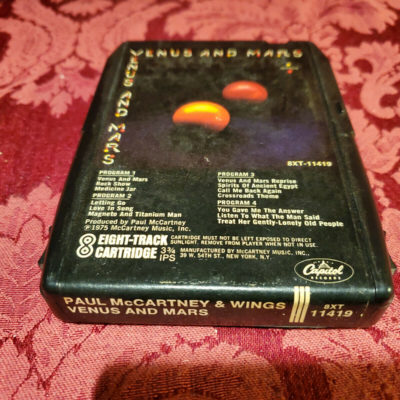 VENUS AND MARS
VENUS AND MARS
8XT-11419
PROGRAM 1
Venus And Mars
Rock Show
Medicine Jar
PROGRAM 2
Letting Go
Love In Song
Magneto And Titanium Man
PROGRAM 3
Venus And Mars Reprise
Spirits Of Ancient Egypt
Call Me Back Again
Crossroads Theme
PROGRAM 4
You Gave Me The Answer
Listen To What The Man Said
Treat Her Gently-Lonely Old People
Produced by Paul McCartney
℗1975 McCartney Music, Inc.
8 EIGHT-TRACK CARTRIDGE 3¾ IPS
CARTRIDGE MUST NOT BE LEFT EXPOSED TO DIRECT
SUNLIGHT. REMOVE FROM PLAYER WHEN NOT IN USE.
MANUFACTURED BY McCARTNEY MUSIC, INC.,
39 W. 54TH ST., NEW YORK, N.Y.
Capitol
RECORDS
PAUL McCARTNEY & WINGS
VENUS AND MARS
8XT
11419